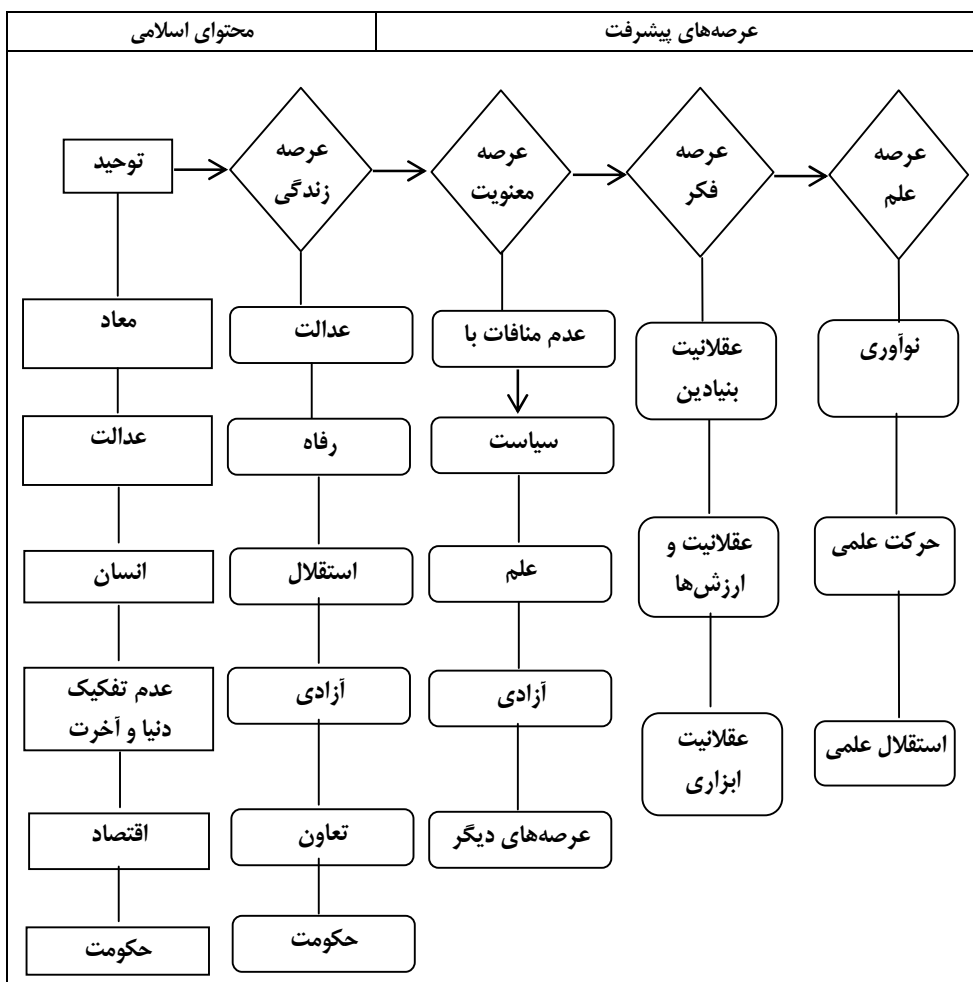 عرصه‌های پیشرفت
محتوای اسلامی
عرصه
علم
عرصه
فکر
عرصه
معنویت
عرصه
زندگی
توحید
نوآوری
حرکت علمی
استقلال علمی
عقلانیت
بنیادین
عقلانیت و
ارزش‌ها
عقلانیت
ابزاری
عدم منافات با
سیاست
علم
آزادی
عرصه‌های دیگر
عدالت
رفاه
استقلال
آزادی
تعاون
حکومت
معاد
عدالت
انسان
عدم تفکیک
دنیا و آخرت
اقتصاد
حکومت